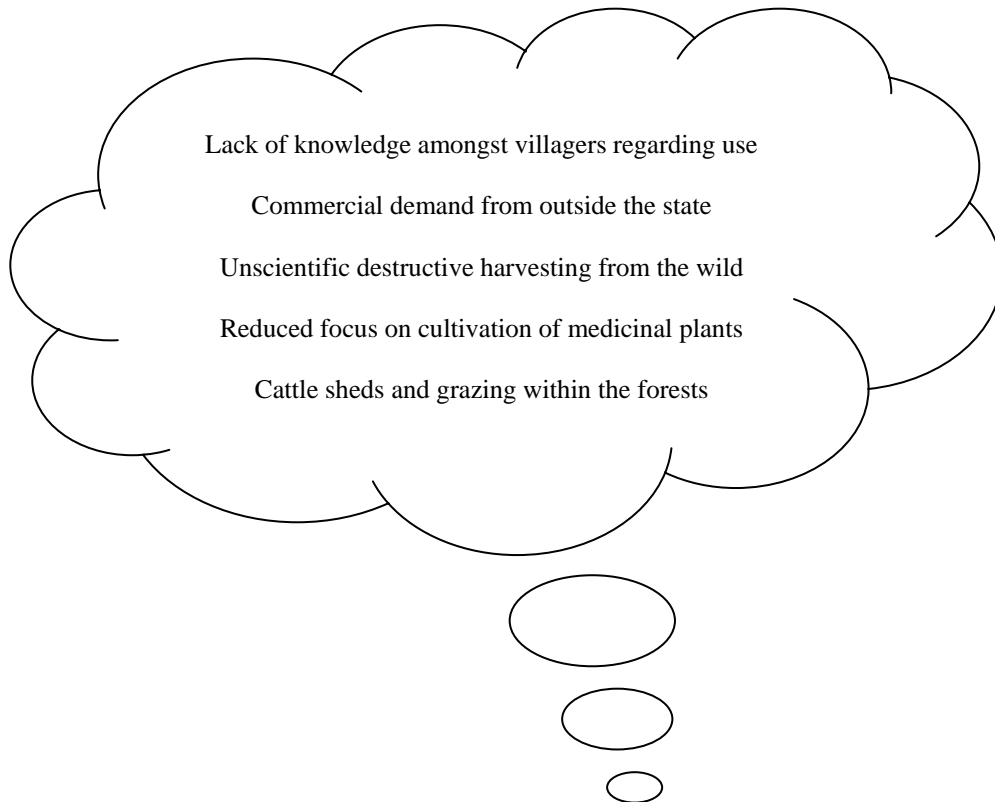 Lack of knowledge amongst villagers regarding use
Commercial demand from outside the state
Unscientific destructive harvesting from the wild
Reduced focus on cultivation of medicinal plants
Cattle sheds and grazing within the forests